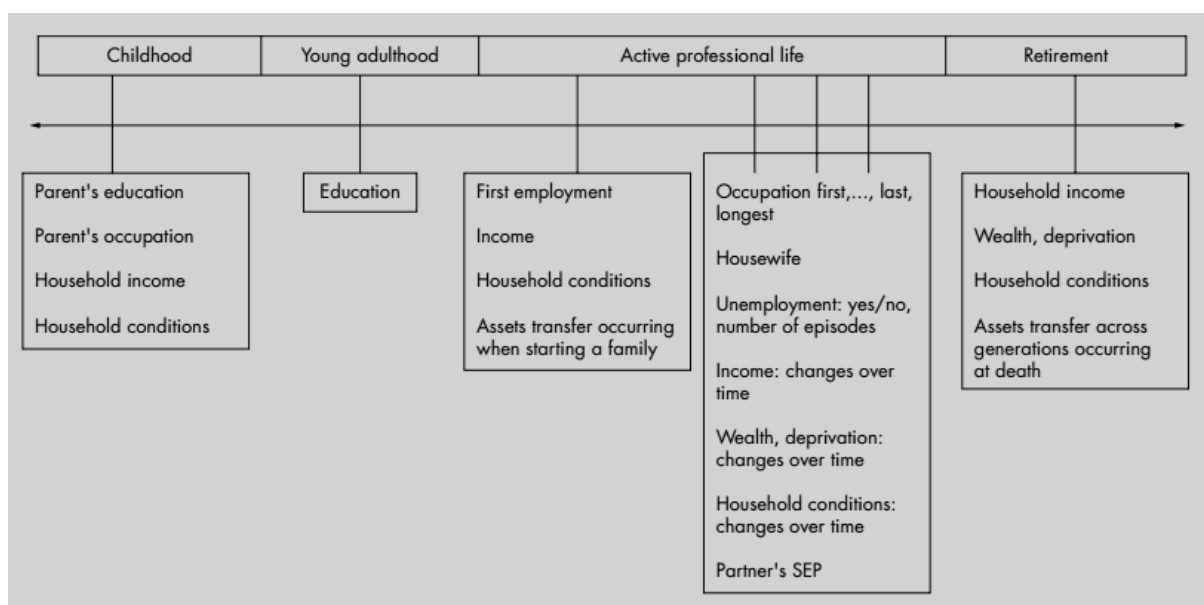 Childhood
Young adulthood
Active professional life
Retirement
Parent's education
Parent's occupation
Household income
Household conditions
Education
First employment
Income
Household conditions
Assets transfer occurring
when starting a family
Occupation first,..., last,
longest
Housewife
Unemployment: yes/no,
number of episodes
Income: changes over
time
Wealth, deprivation:
changes over time
Household conditions:
changes over time
Partner's SEP
Household income
Wealth, deprivation
Household conditions
Assets transfer across
generations occurring
at death